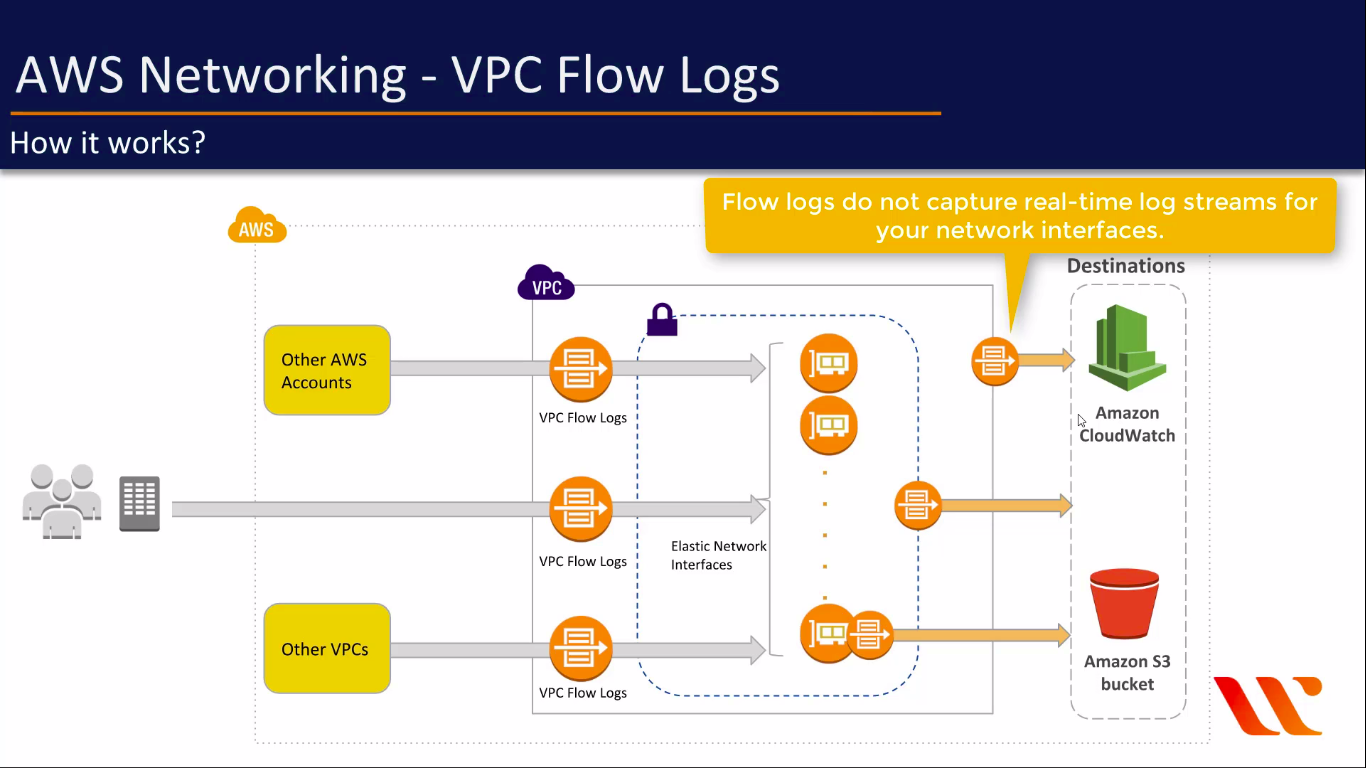 AWS Networking - VPC Flow Logs
How it works?
Flow logs do not capture real-time log streams for
your network interfaces.
AWS
Destinations
VPC
Other AWS
Accounts
VPC Flow Logs
Amazon
CloudWatch
VPC Flow Logs
Elastic Network
Interfaces
Other VPCs
VPC Flow Logs
Amazon S3
bucket